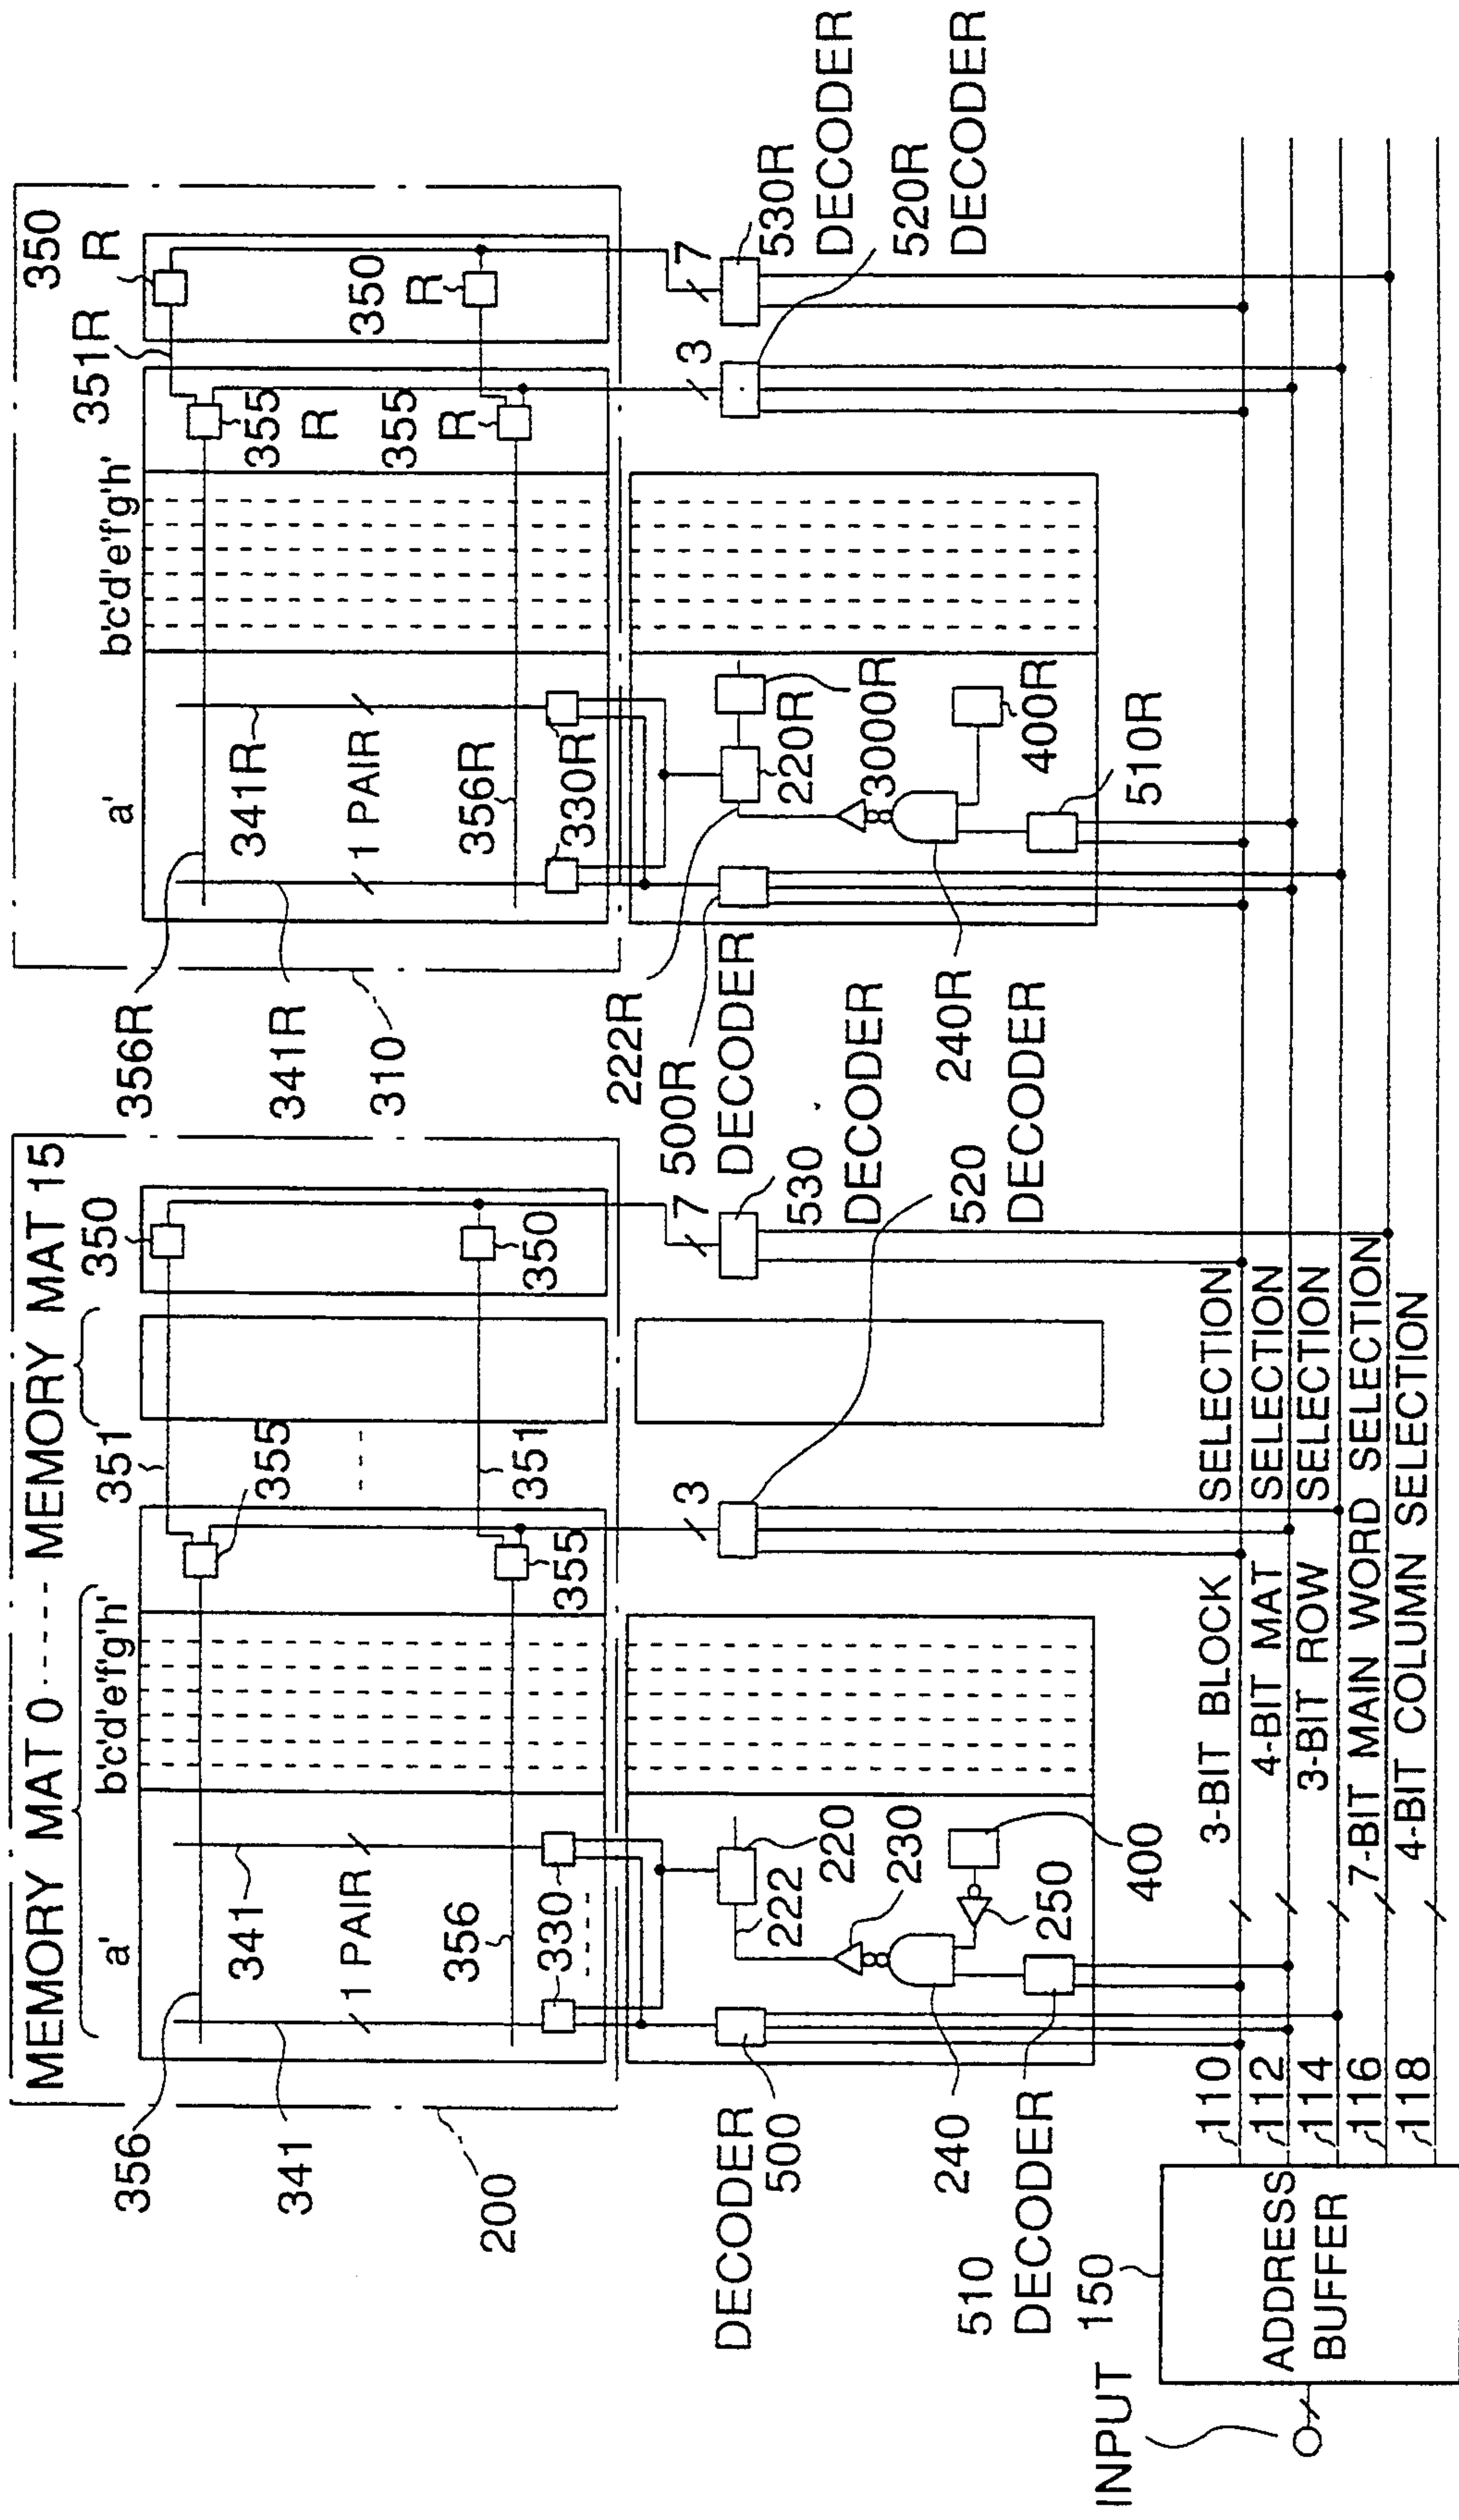 MEMORY MAT 0 ----- MEMORY MAT 15
a'
b'c'd'e'f'g'h'
351
350
356
341
341
1 PAIR
356
355
351
350
355
330
200
3
7
DECODER
500
222
220
230
240
250
400
510
DECODER
530
DECODER
520
DECODER
356R
341R
310
a'
b'c'd'e'f'g'h'
351R
350
R
341R
1 PAIR
356R
330R
355
R
355
R
350
R
3
7
222R
500R
DECODER
220R
3000R
400R
240R
510R
530R
DECODER
520R
DECODER
INPUT
150
ADDRESS
BUFFER
110
3-BIT BLOCK SELECTION
112
4-BIT MAT SELECTION
114
3-BIT ROW SELECTION
116
7-BIT MAIN WORD SELECTION
118
4-BIT COLUMN SELECTION